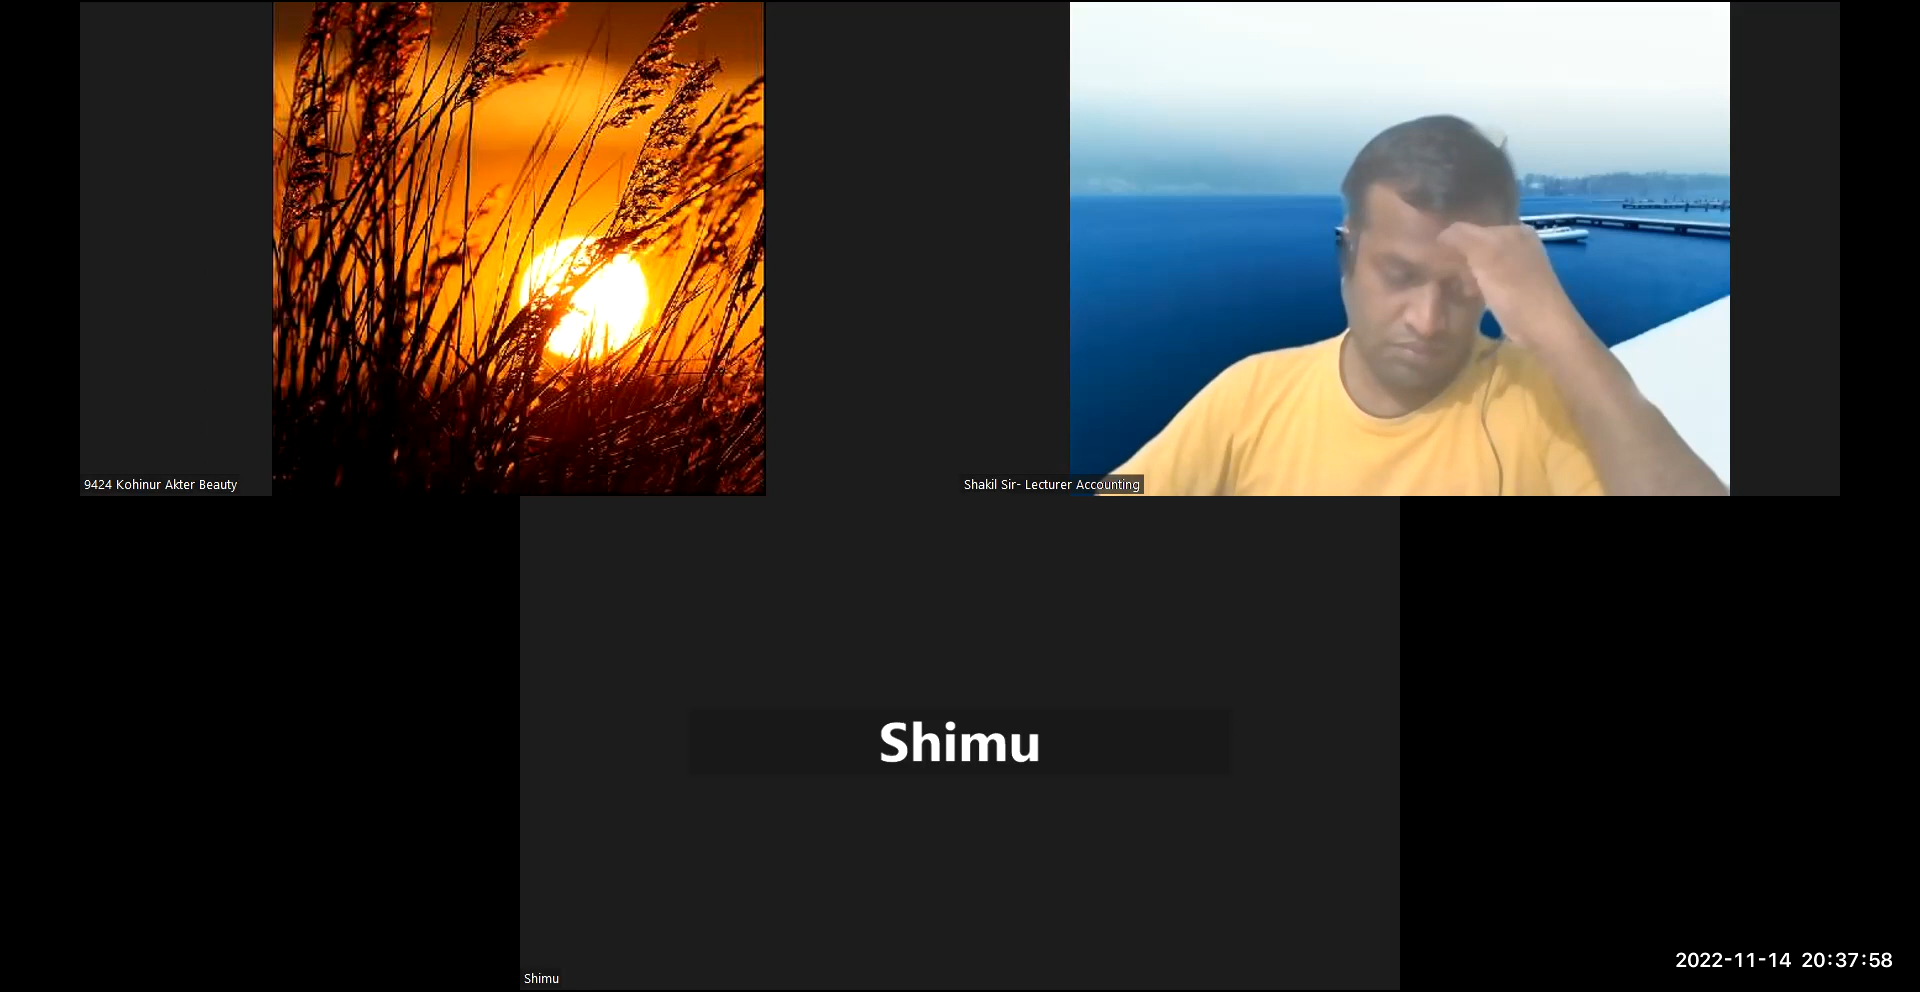 9424 Kohinur Akter Beauty
Shakil Sir- Lecturer Accounting
Shimu
Shimu
2022-11-14 20:37:58